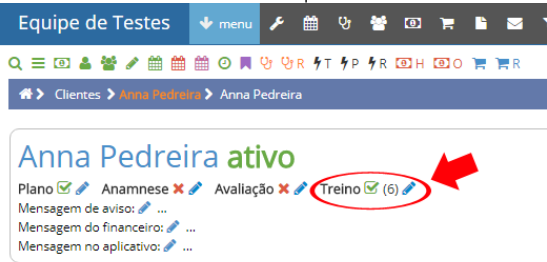 Equipe de Testes menu
R T P R H O R
Clientes Anna Pedreira Anna Pedreira
Anna Pedreira ativo
Plano Anamnese Avaliação Treino (6)
Mensagem de aviso: ...
Mensagem do financeiro: ...
Mensagem no aplicativo: ...